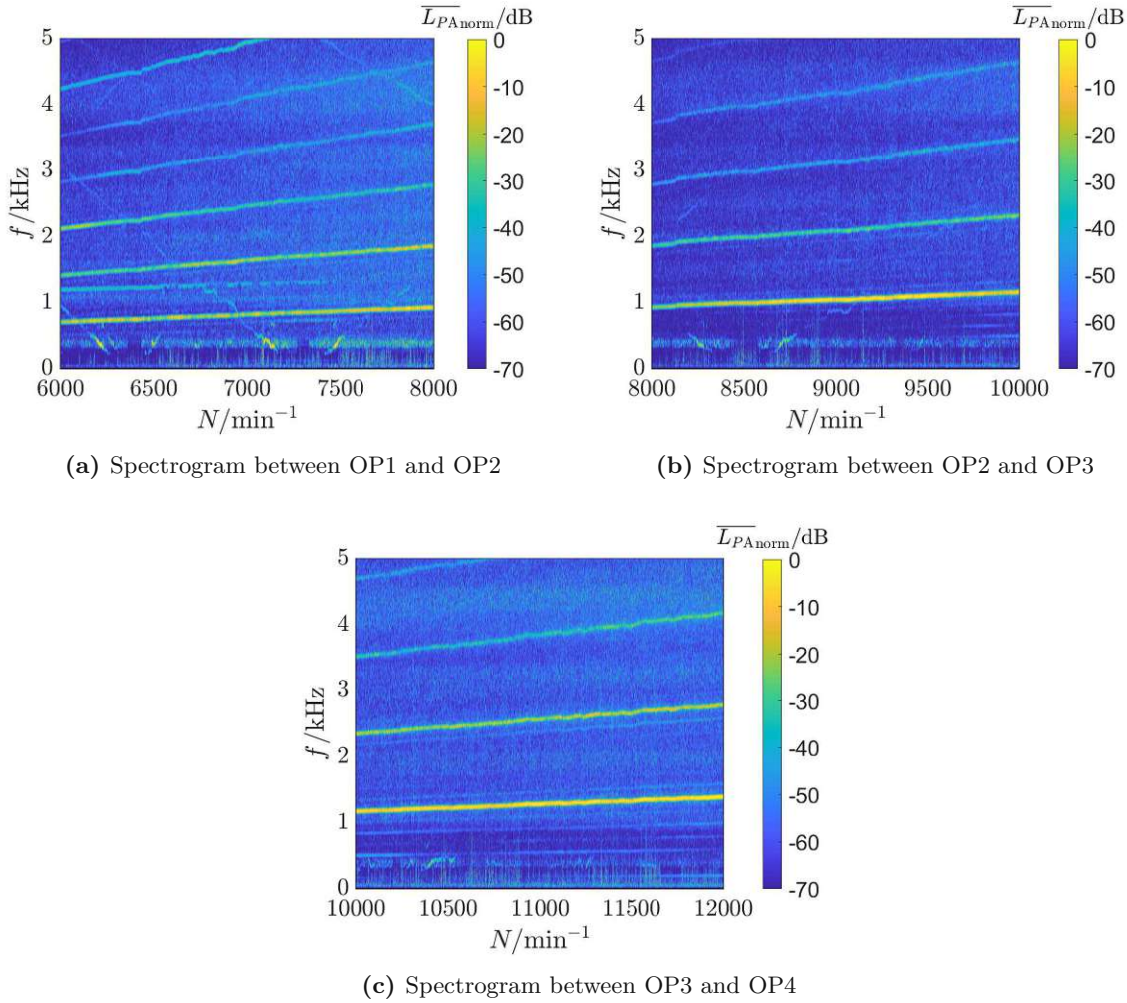 L_PAnorm/dB
L_PAnorm/dB
5
4
3
2
1
0
f/kHz
6000 6500 7000 7500 8000
N/min⁻¹
0
-10
-20
-30
-40
-50
-60
-70
5
4
3
2
1
0
f/kHz
8000 8500 9000 9500 10000
N/min⁻¹
0
-10
-20
-30
-40
-50
-60
-70
(a) Spectrogram between OP1 and OP2
(b) Spectrogram between OP2 and OP3
L_PAnorm/dB
5
4
3
2
1
0
f/kHz
10000 10500 11000 11500 12000
N/min⁻¹
0
-10
-20
-30
-40
-50
-60
-70
(c) Spectrogram between OP3 and OP4